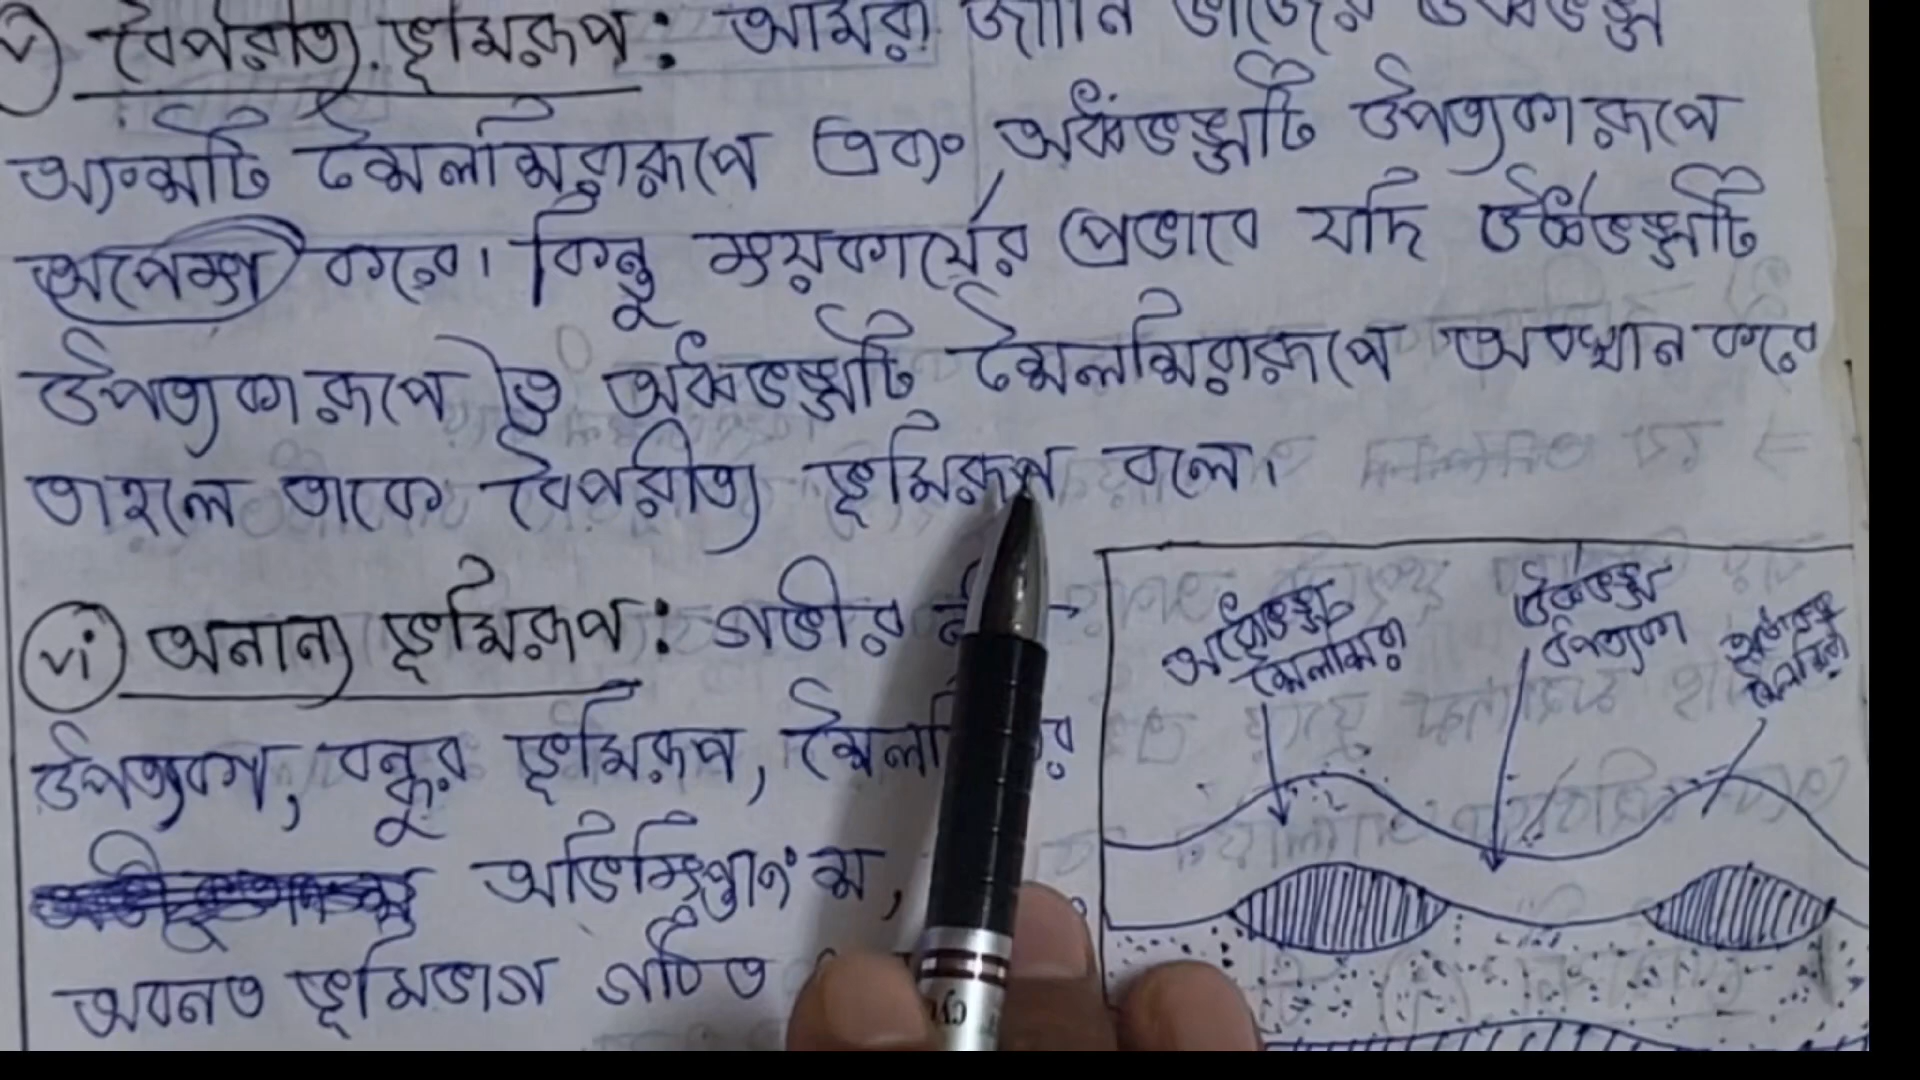 v) বৈপরীত্য ভূমিরূপ: আমরা জানি ভাঁজের ঊর্ধ্বভঙ্গ
অংশটি শৈলশিরারূপে এবং অধঃভঙ্গটি উপত্যকারূপে
করে। কিন্তু ক্ষয়কার্যের প্রভাবে যদি ঊর্ধ্বভঙ্গটি
উপত্যকারূপে ও অধঃভঙ্গটি শৈলশিরারূপে অবস্থান করে
তাহলে তাকে বৈপরীত্য ভূমিরূপ বলে।
vi) অনান্য ভূমিরূপ: গভীর
উপত্যকা, বন্ধুর ভূমিরূপ,
অভিক্ষিপ্তাংশ,
অবনত ভূমিভাগ গঠিত
অধোভঙ্গ
শৈলশিরা
ঊর্ধ্বভঙ্গ
উপত্যকা